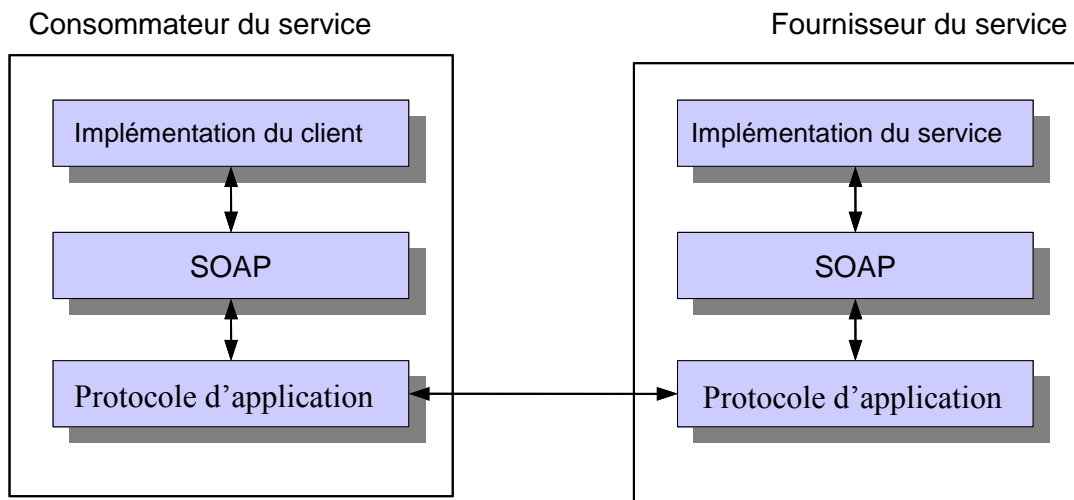 Consommateur du service
Fournisseur du service
Implémentation du client
Implémentation du service
SOAP
SOAP
Protocole d’application
Protocole d’application